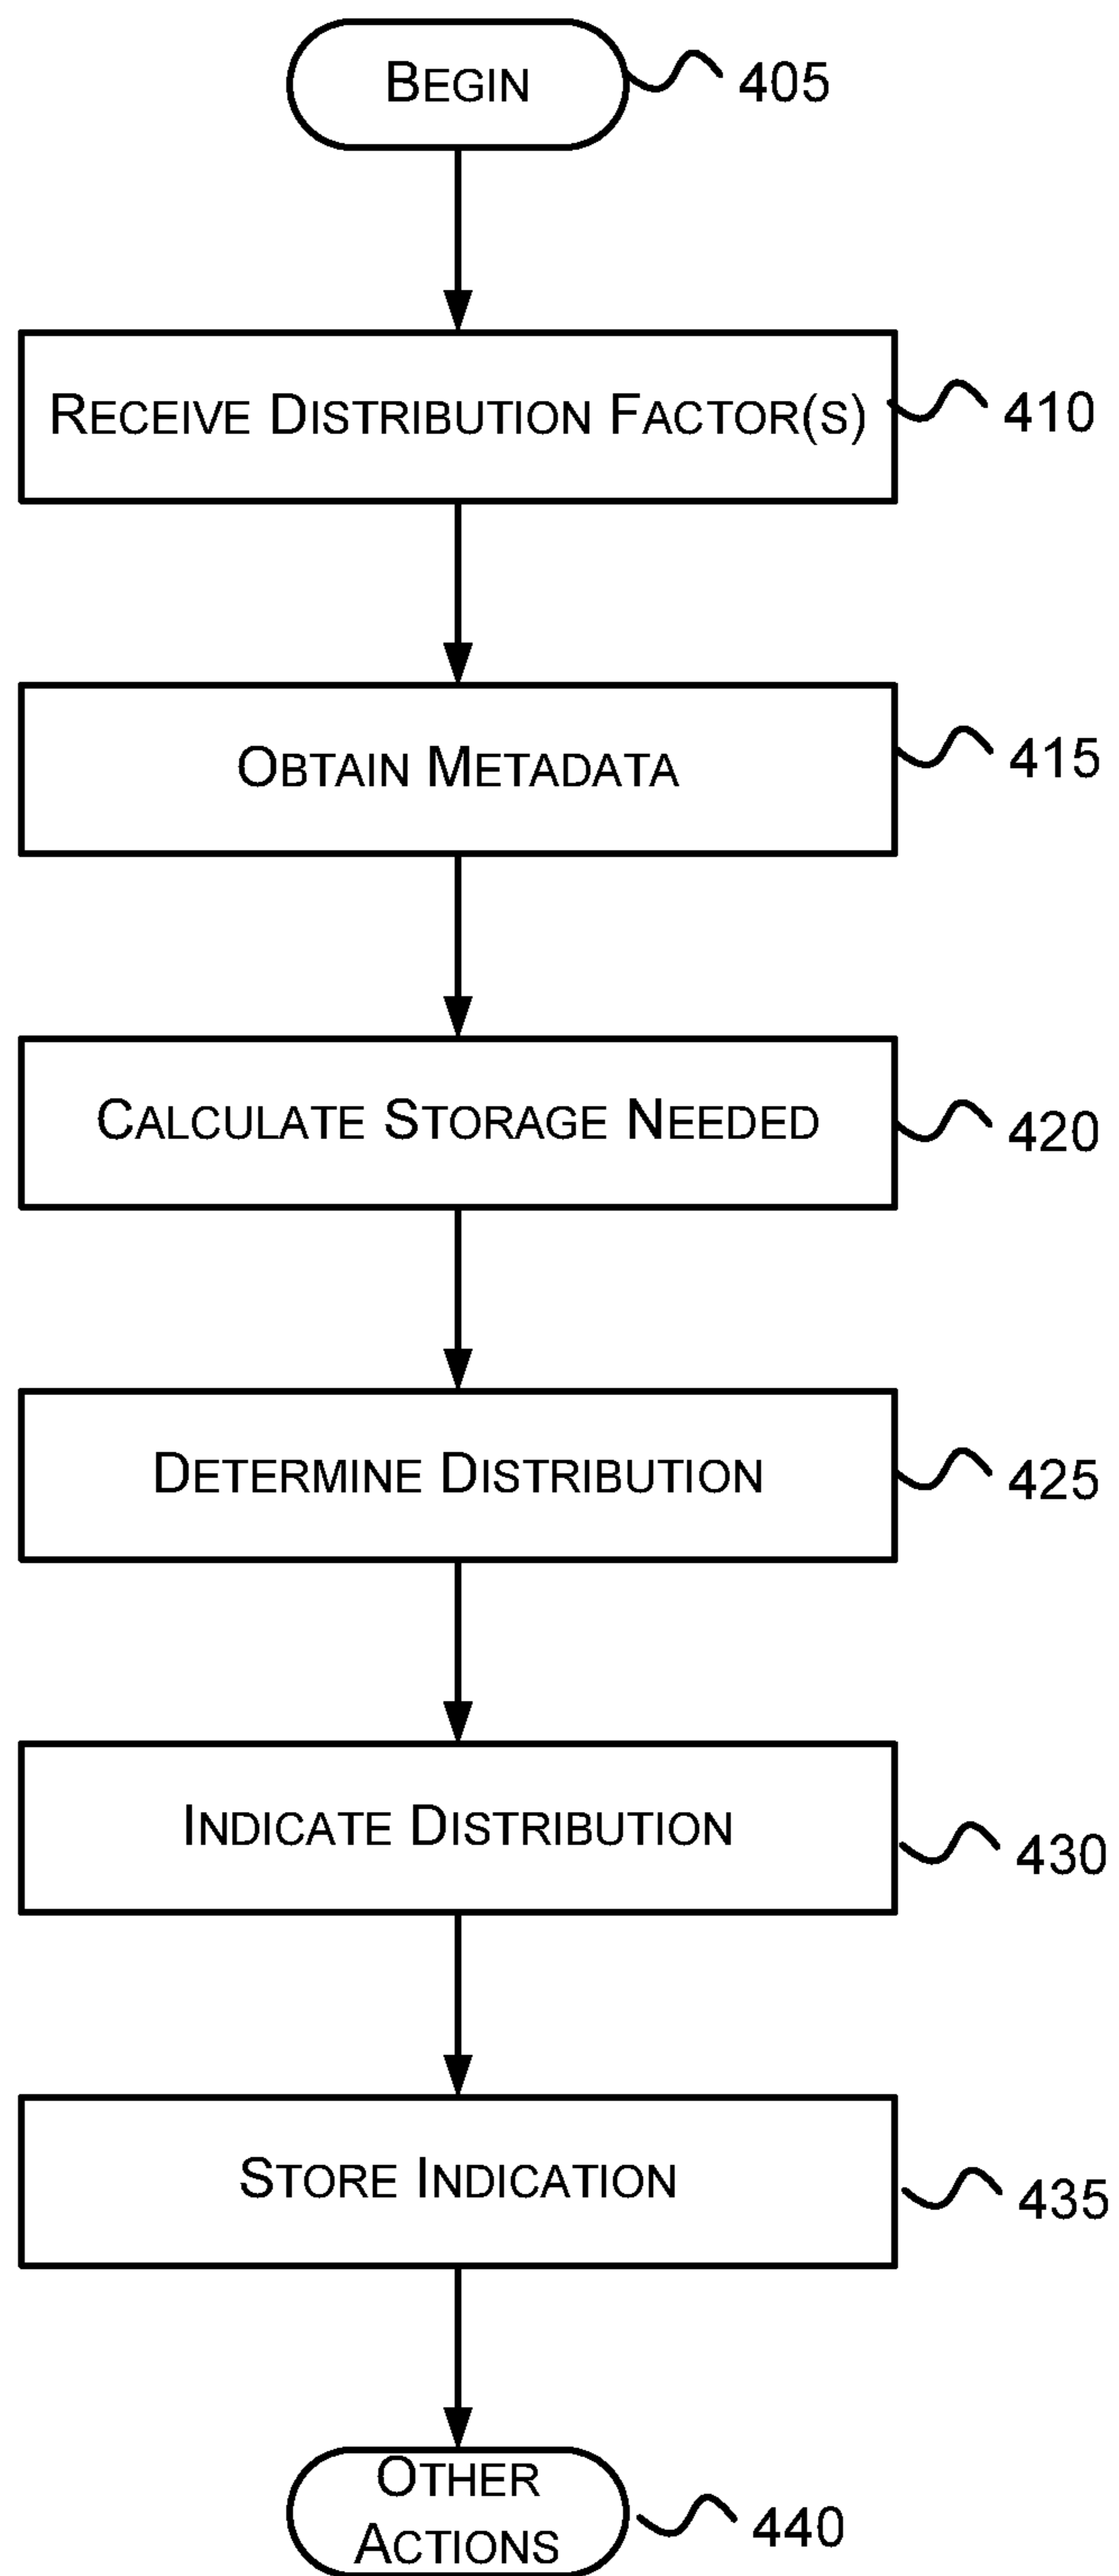 BEGIN
405
RECEIVE DISTRIBUTION FACTOR(S)
410
OBTAIN METADATA
415
CALCULATE STORAGE NEEDED
420
DETERMINE DISTRIBUTION
425
INDICATE DISTRIBUTION
430
STORE INDICATION
435
OTHER
ACTIONS
440